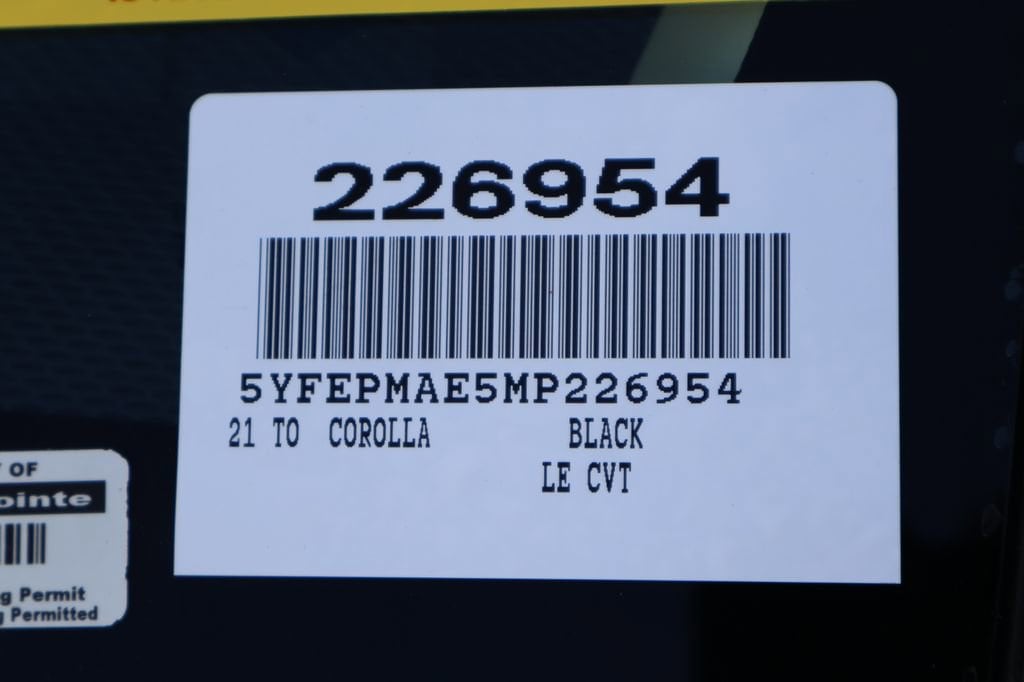 226954
5YFEPMAE5MP226954
21 TO COROLLA BLACK
LE CVT
OF
ointe
g Permit
g Permitted